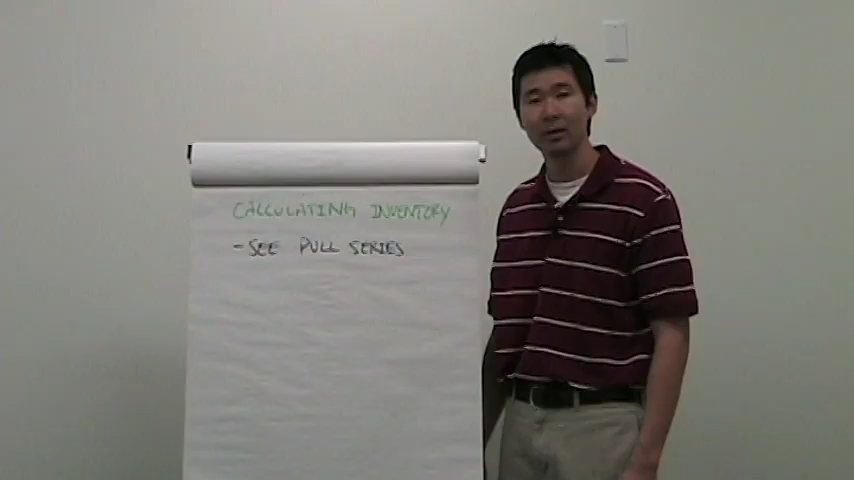 CALCULATING INVENTORY
- SEE PULL SERIES